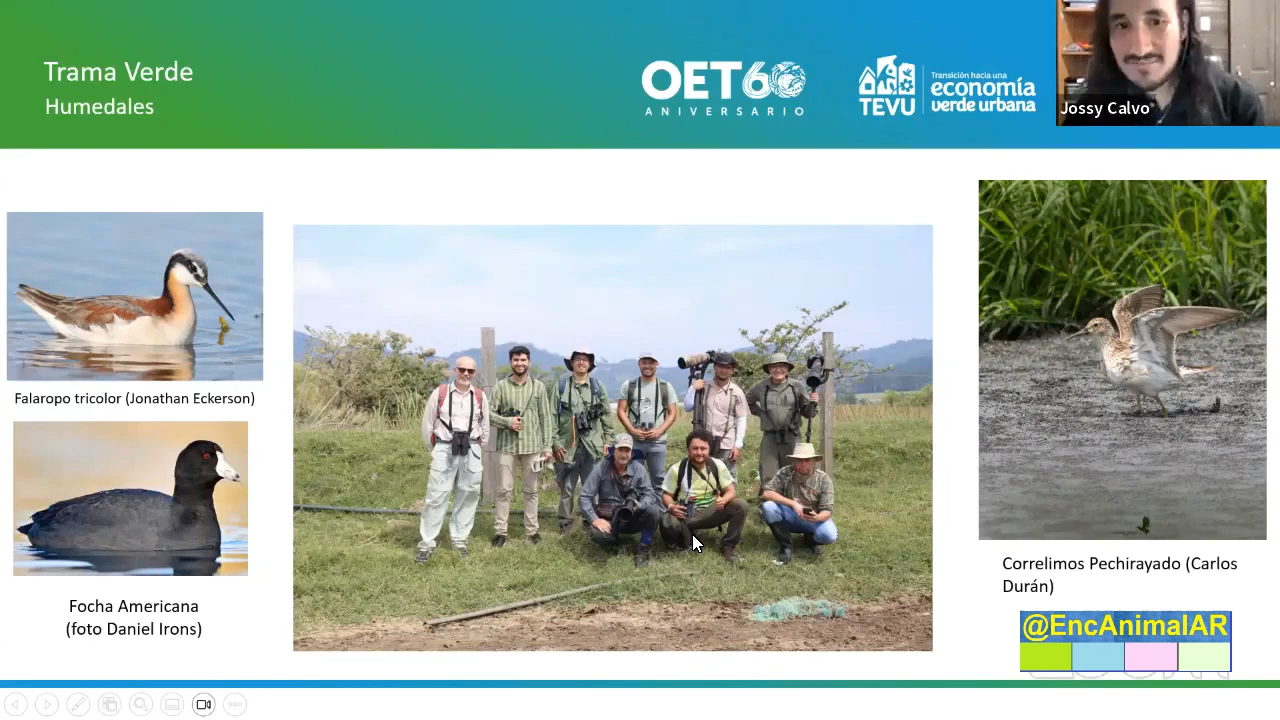 Trama Verde
Humedales
OET60
ANIVERSARIO
TEVU
Transición hacia una
economía
verde urbana
Jossy Calvo
Falaropo tricolor (Jonathan Eckerson)
Focha Americana
(foto Daniel Irons)
Correlimos Pechirayado (Carlos
Durán)
@EncAnimalAR